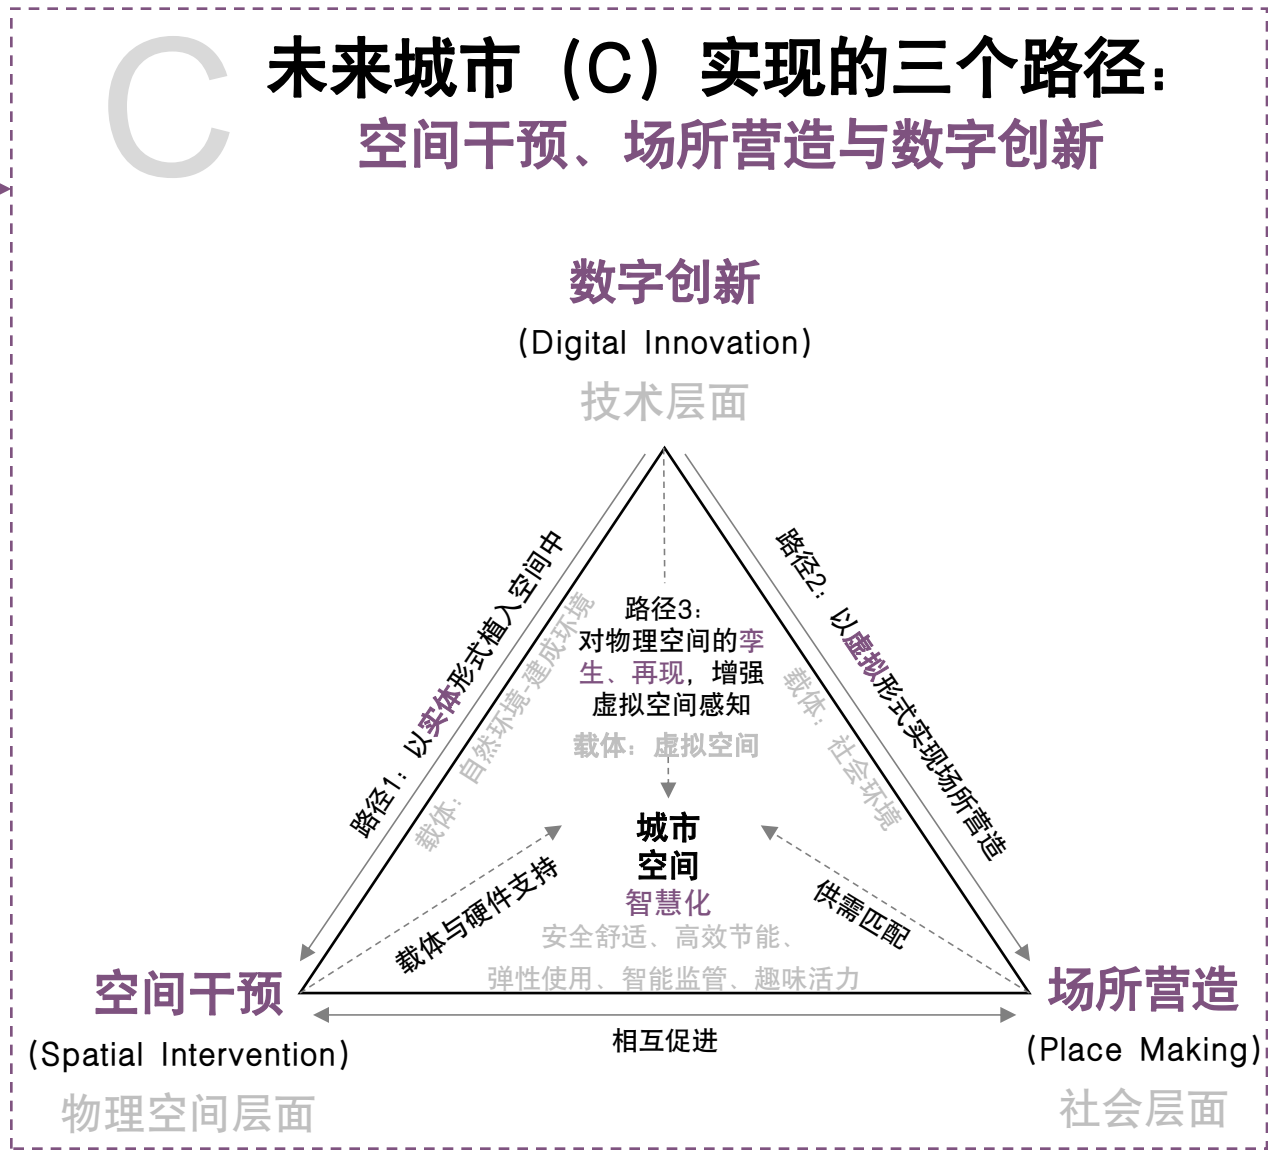 C
未来城市（C）实现的三个路径：
空间干预、场所营造与数字创新
数字创新
(Digital Innovation)
技术层面
路径1：以实体形式植入空间中
载体：自然环境-建成环境
路径3：
对物理空间的孪
生、再现，增强
虚拟空间感知
载体：虚拟空间
路径2：以虚拟形式实现场所营造
载体：社会环境
城市
空间
智慧化
安全舒适、高效节能、
弹性使用、智能监管、趣味活力
载体与硬件支持
供需匹配
空间干预
(Spatial Intervention)
物理空间层面
相互促进
场所营造
(Place Making)
社会层面